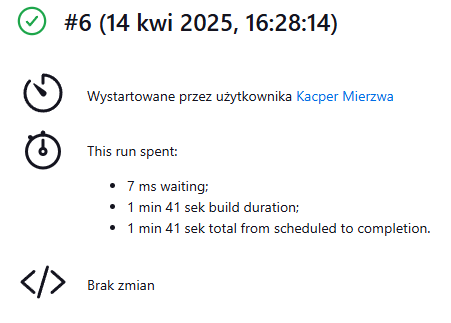 #6 (14 kwi 2025, 16:28:14)
Wystartowane przez użytkownika Kacper Mierzwa
This run spent:
• 7 ms waiting;
• 1 min 41 sek build duration;
• 1 min 41 sek total from scheduled to completion.
Brak zmian